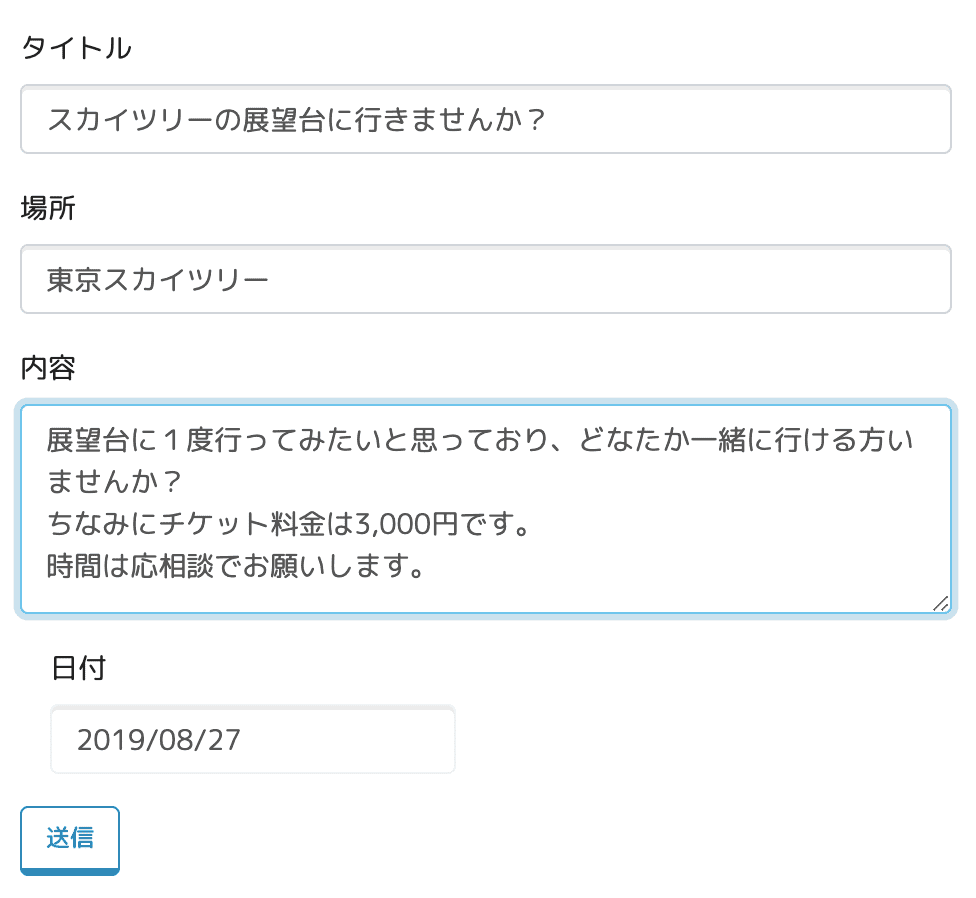 タイトル
スカイツリーの展望台に行きませんか？
場所
東京スカイツリー
内容
展望台に１度行ってみたいと思っており、どなたか一緒に行ける方い
ませんか？
ちなみにチケット料金は3,000円です。
時間は応相談でお願いします。
日付
2019/08/27
送信